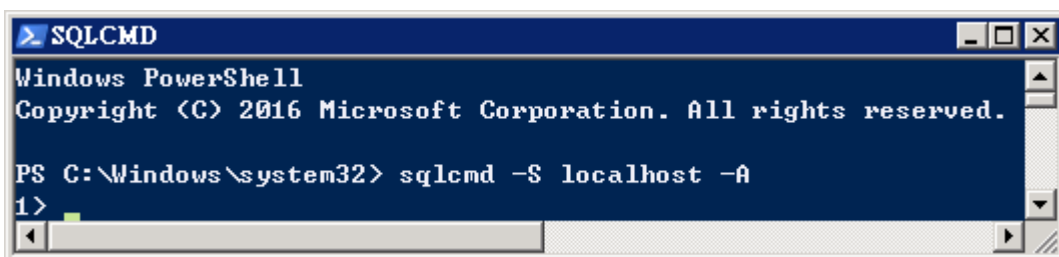 SQLCMD
Windows PowerShell
Copyright (C) 2016 Microsoft Corporation. All rights reserved.
PS C:\Windows\system32> sqlcmd -S localhost -A
1>